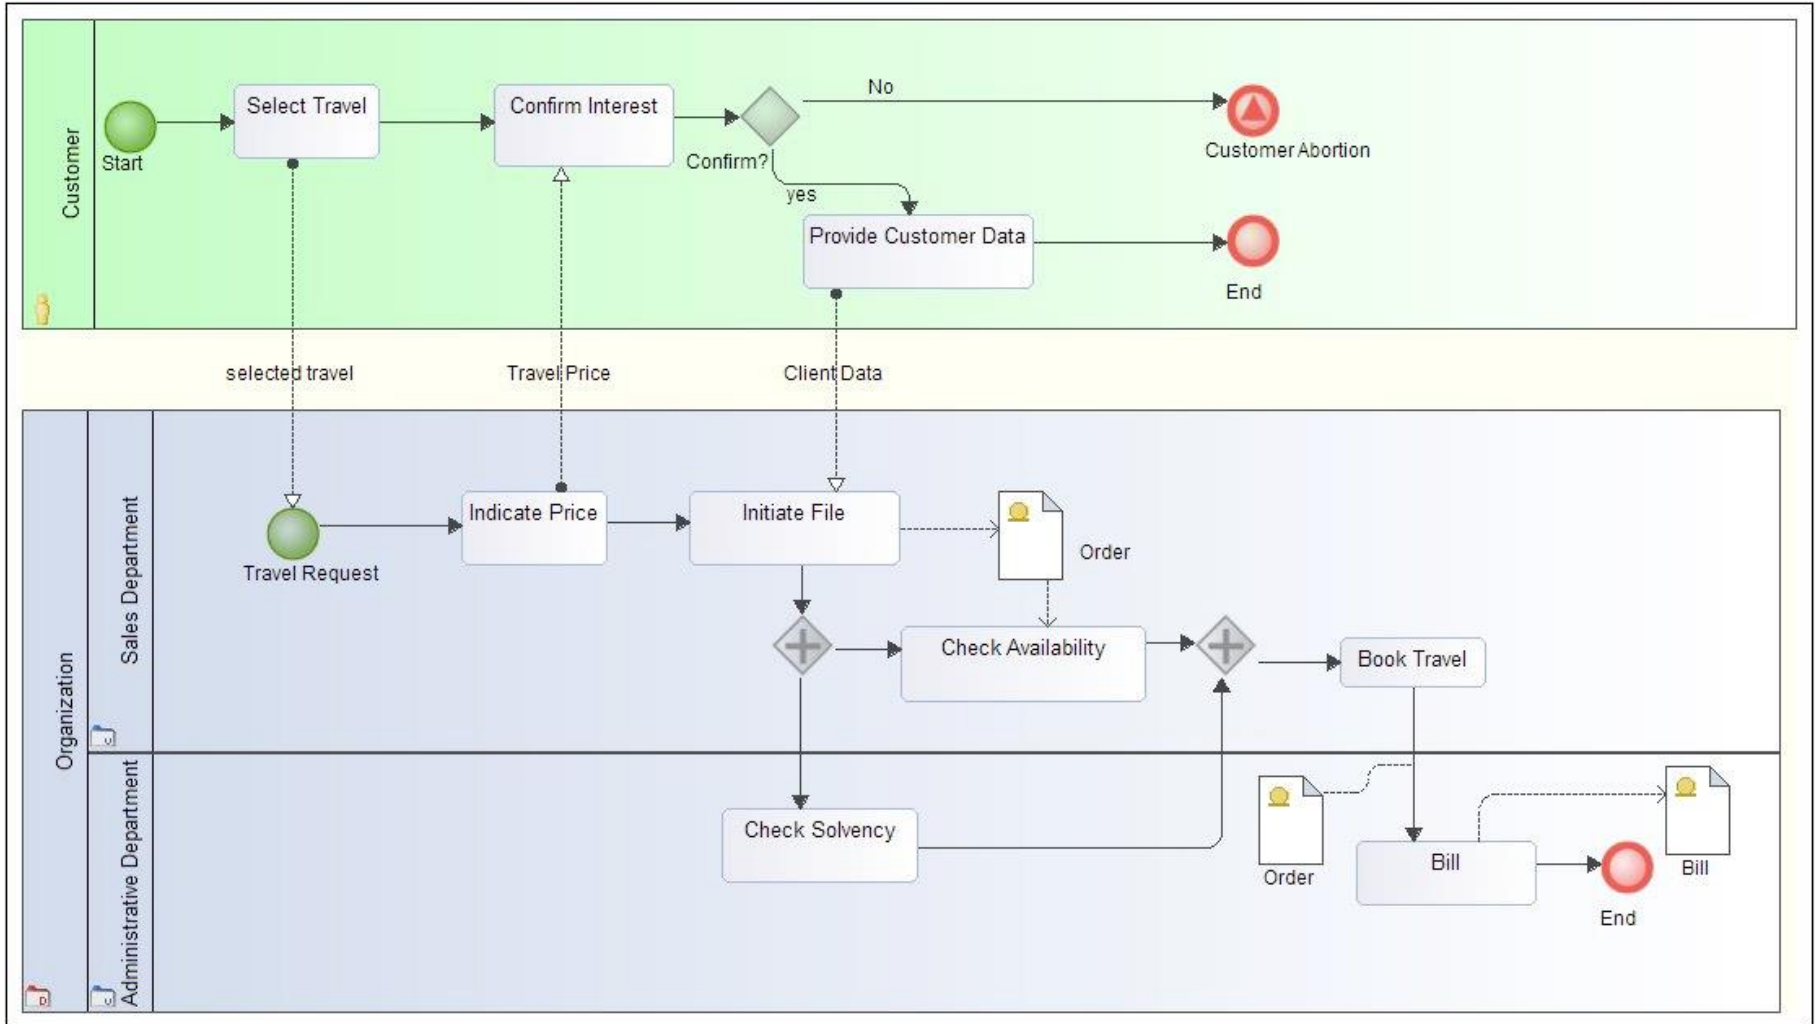 Customer
Start
Select Travel
Confirm Interest
Confirm?
No
Customer Abortion
yes
Provide Customer Data
End
selected travel
Travel Price
Client Data
Organization
Sales Department
Travel Request
Indicate Price
Initiate File
Order
Check Availability
Book Travel
Administrative Department
Check Solvency
Order
Bill
End
Bill